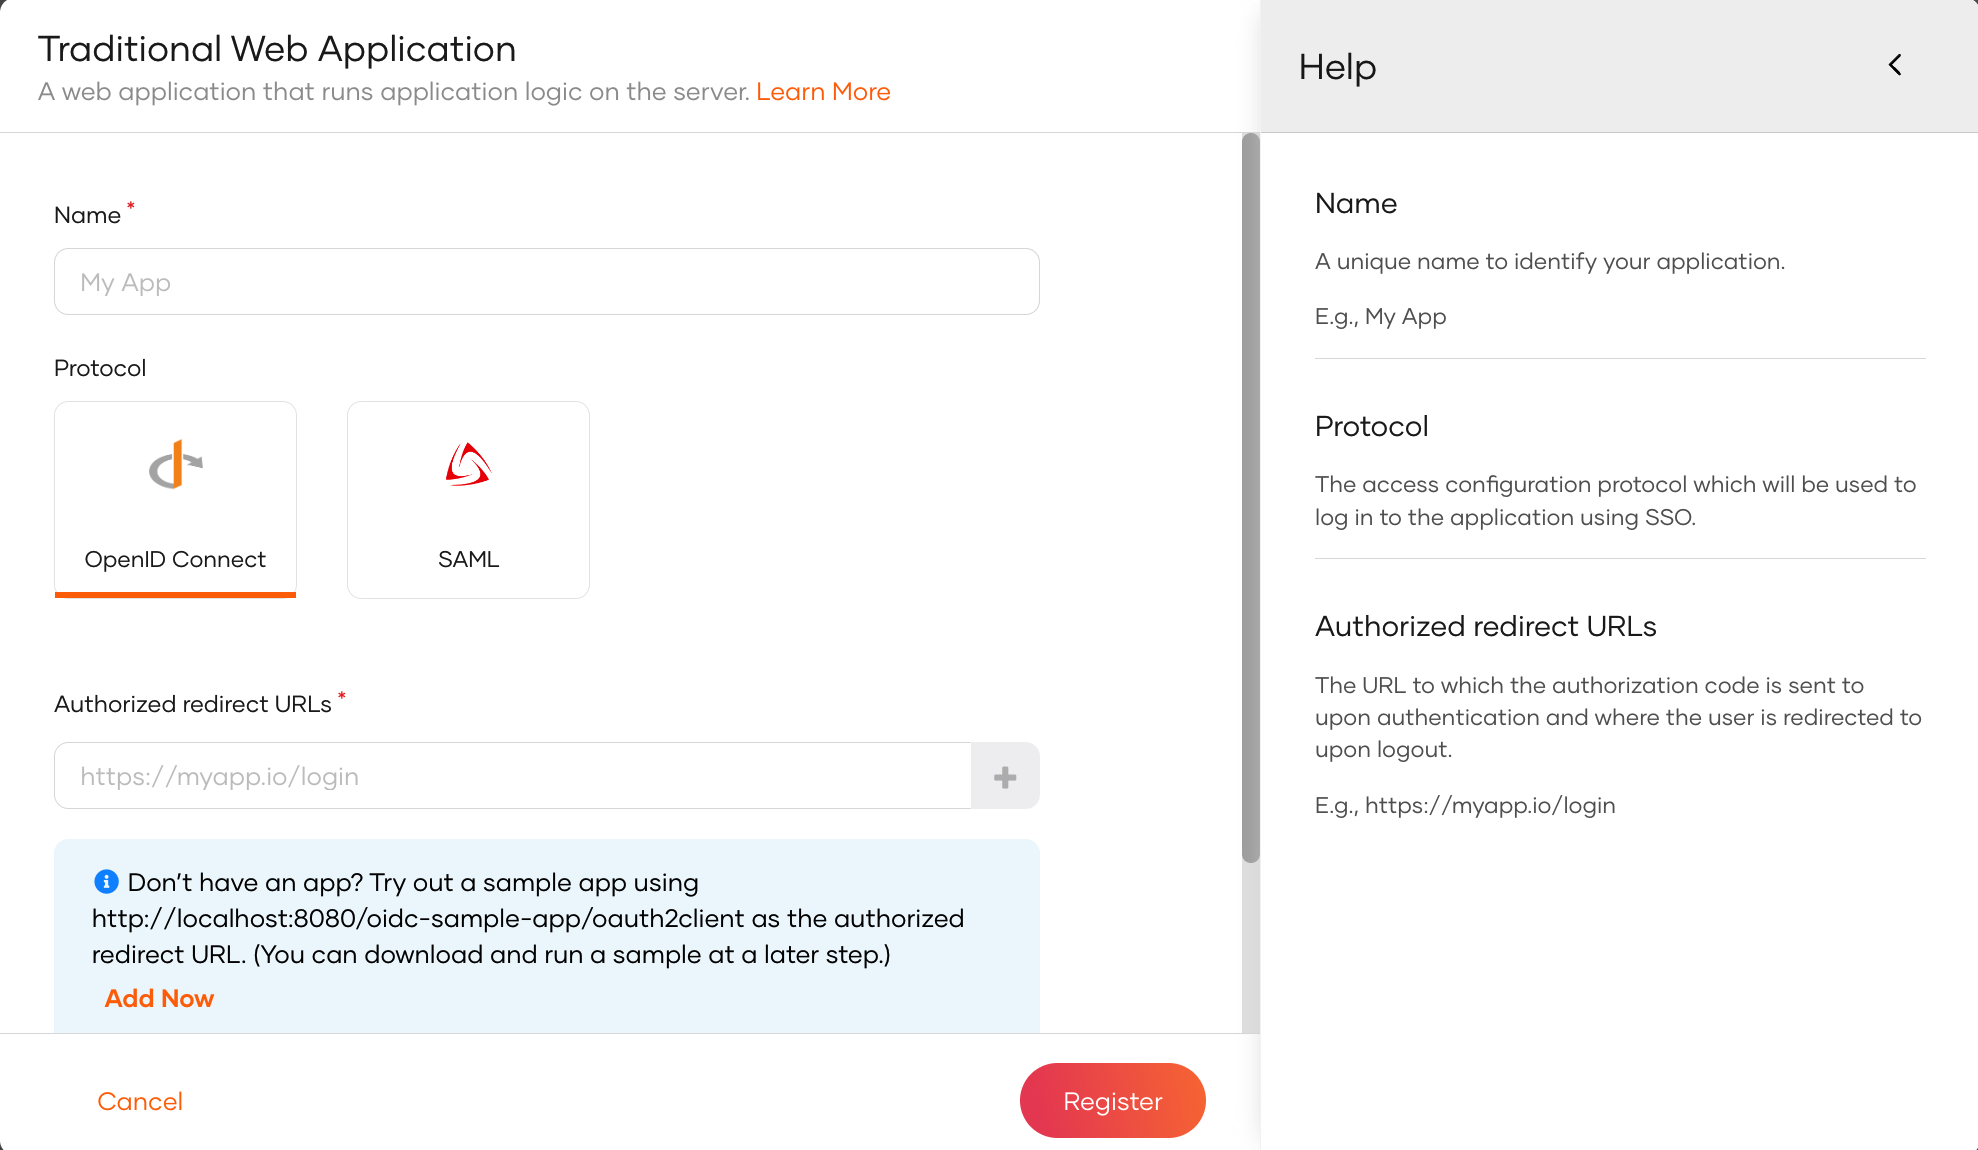 Traditional Web Application
A web application that runs application logic on the server. Learn More
Name *
My App
Protocol
OpenID Connect
SAML
Authorized redirect URLs *
https://myapp.io/login
Don't have an app? Try out a sample app using
http://localhost:8080/oidc-sample-app/oauth2client as the authorized
redirect URL. (You can download and run a sample at a later step.)
Add Now
Cancel
Register
Help
Name
A unique name to identify your application.
E.g., My App
Protocol
The access configuration protocol which will be used to
log in to the application using SSO.
Authorized redirect URLs
The URL to which the authorization code is sent to
upon authentication and where the user is redirected to
upon logout.
E.g., https://myapp.io/login